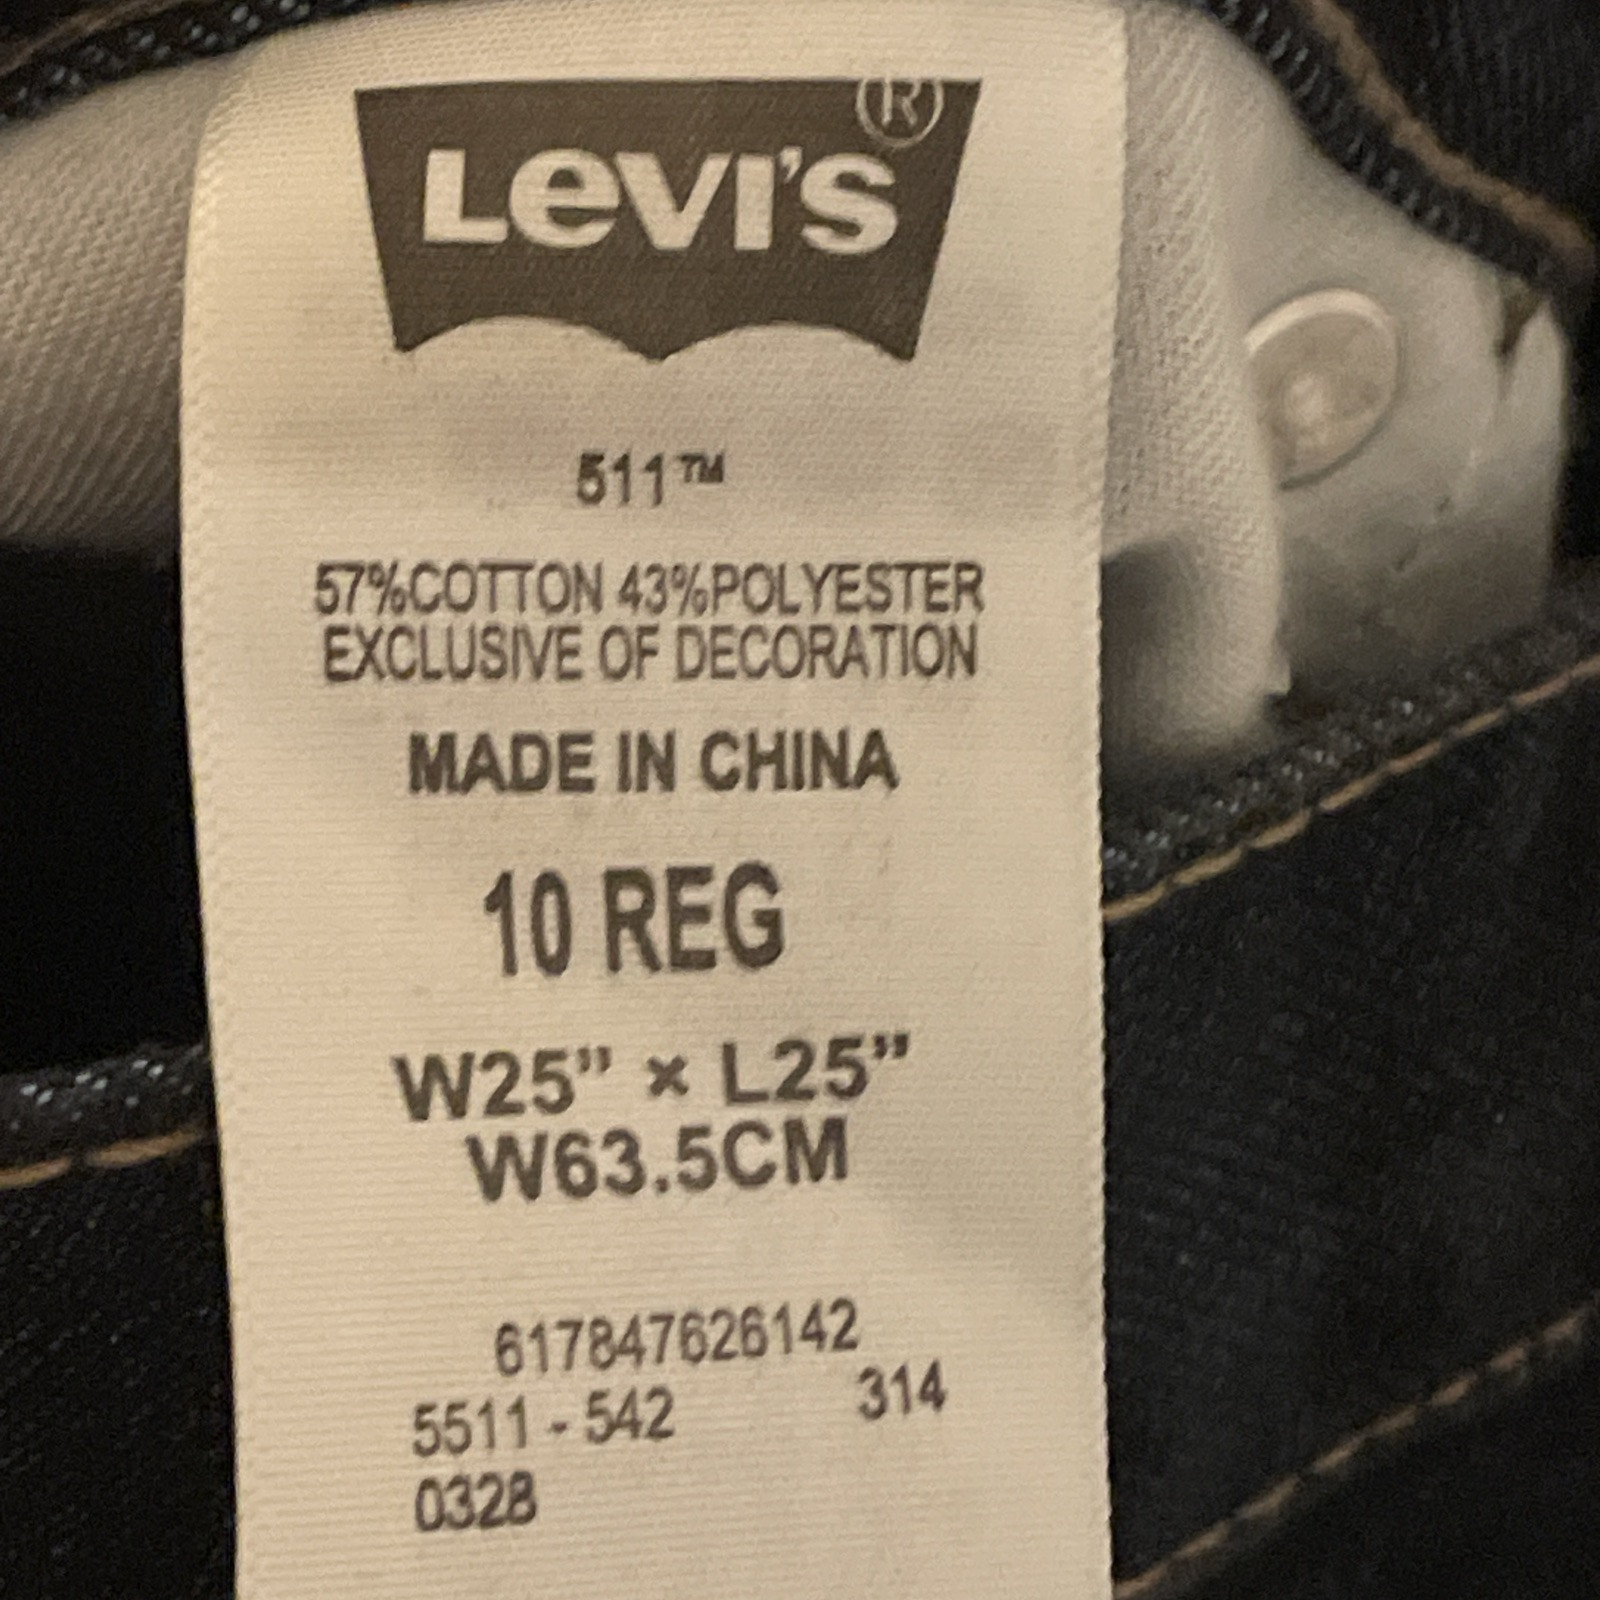 LEVI'S®
511™
57%COTTON 43%POLYESTER
EXCLUSIVE OF DECORATION
MADE IN CHINA
10 REG
W25” × L25”
W63.5CM
617847626142
5511 - 542 314
0328